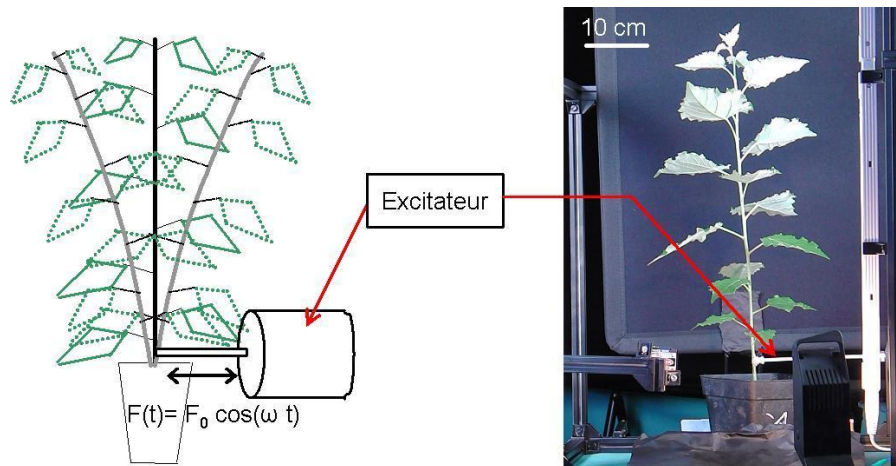 10 cm
Excitateur
F(t)= F₀ cos(ω t)